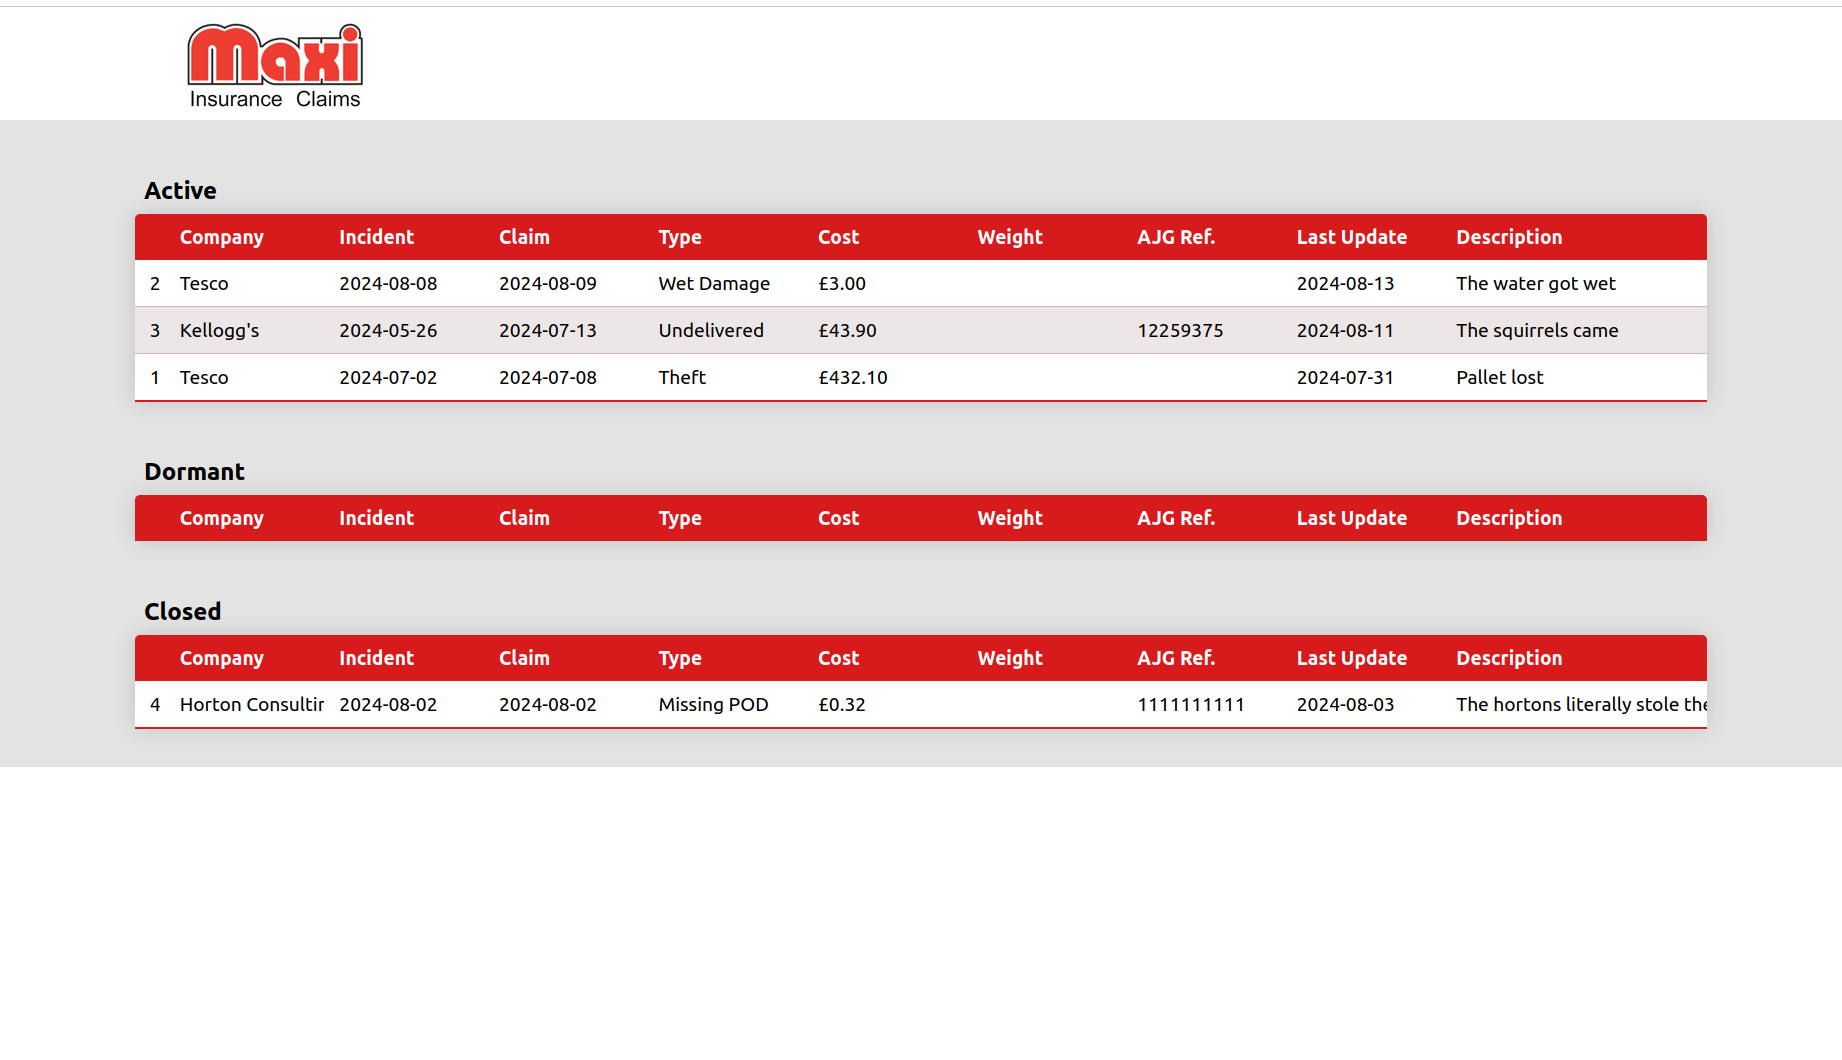 Maxi
Insurance Claims
Active
Company Incident Claim Type Cost Weight AJG Ref. Last Update Description
2 Tesco 2024-08-08 2024-08-09 Wet Damage £3.00 2024-08-13 The water got wet
3 Kellogg's 2024-05-26 2024-07-13 Undelivered £43.90 12259375 2024-08-11 The squirrels came
1 Tesco 2024-07-02 2024-07-08 Theft £432.10 2024-07-31 Pallet lost
Dormant
Company Incident Claim Type Cost Weight AJG Ref. Last Update Description
Closed
Company Incident Claim Type Cost Weight AJG Ref. Last Update Description
4 Horton Consultin 2024-08-02 2024-08-02 Missing POD £0.32 1111111111 2024-08-03 The hortons literally stole the